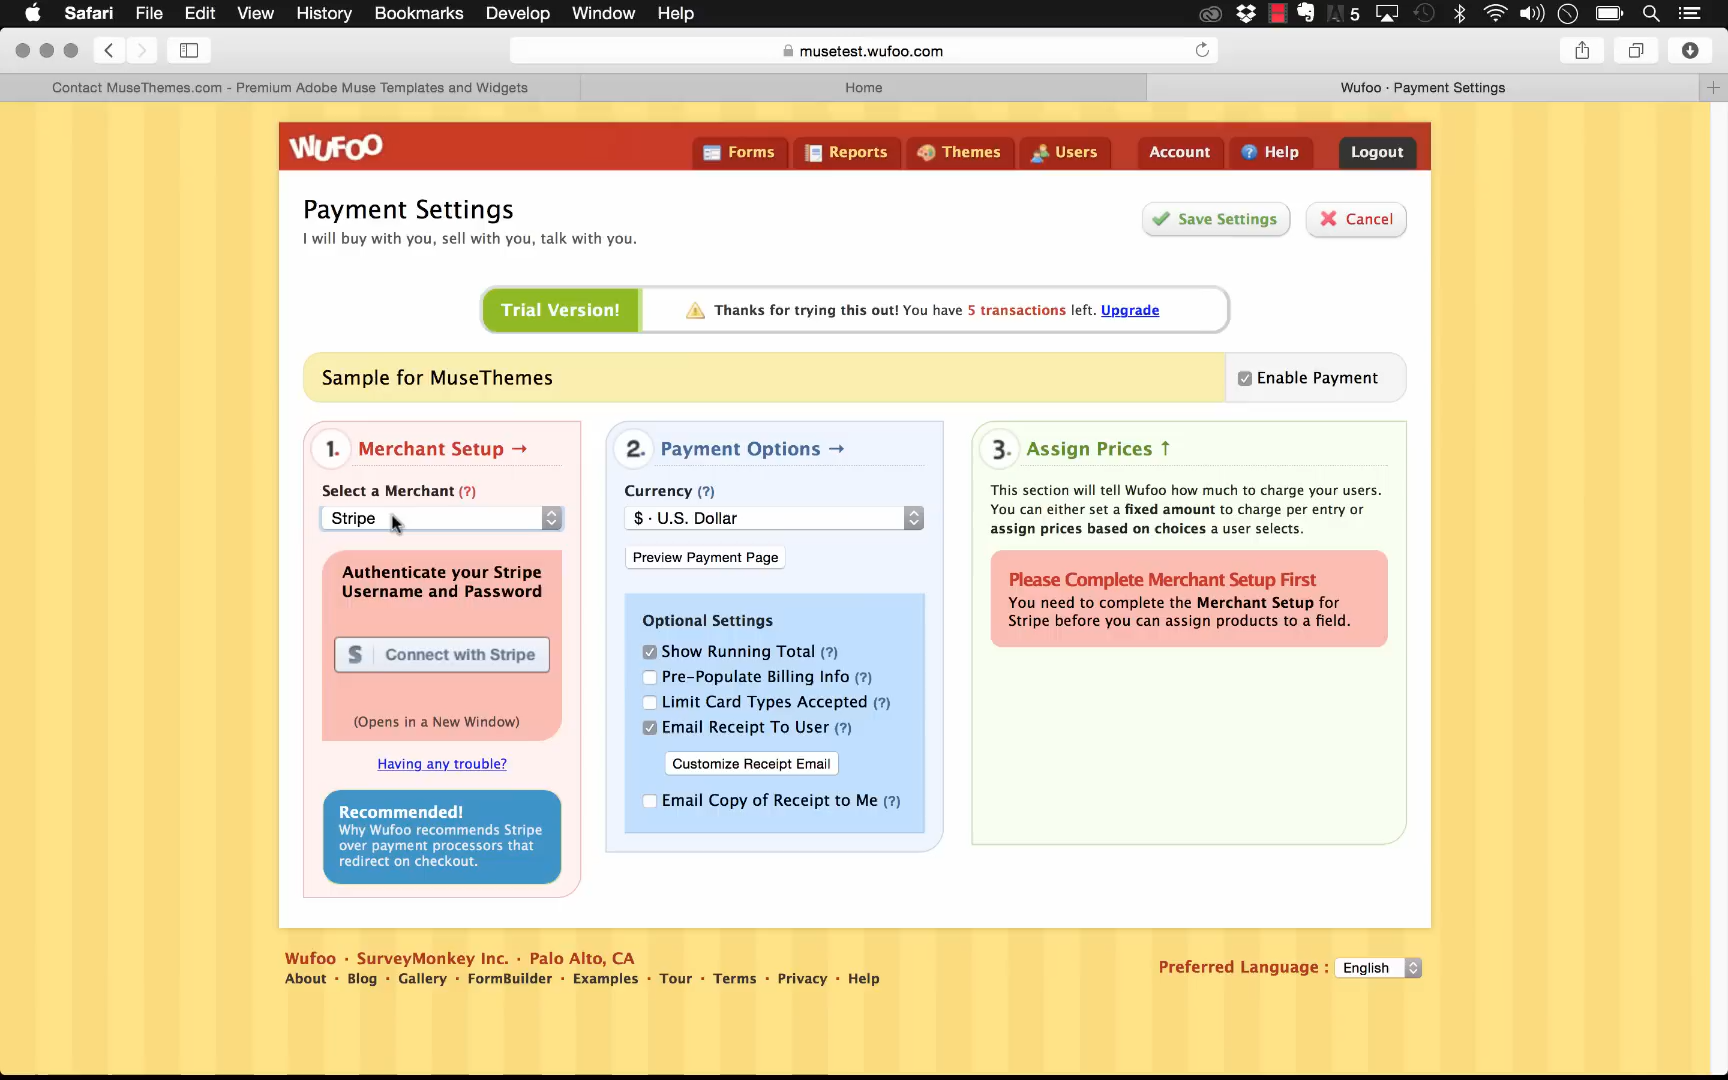 Safari File Edit View History Bookmarks Develop Window Help 5
musetest.wufoo.com
Contact MuseThemes.com - Premium Adobe Muse Templates and Widgets Home Wufoo · Payment Settings
WUFOO Forms Reports Themes Users Account Help Logout
Payment Settings
I will buy with you, sell with you, talk with you.
Save Settings Cancel
Trial Version! Thanks for trying this out! You have 5 transactions left. Upgrade
Sample for MuseThemes Enable Payment
1. Merchant Setup →
Select a Merchant (?)
Stripe
Authenticate your Stripe
Username and Password
S Connect with Stripe
(Opens in a New Window)
Having any trouble?
Recommended!
Why Wufoo recommends Stripe
over payment processors that
redirect on checkout.
2. Payment Options →
Currency (?)
$ · U.S. Dollar
Preview Payment Page
Optional Settings
Show Running Total (?)
Pre-Populate Billing Info (?)
Limit Card Types Accepted (?)
Email Receipt To User (?)
Customize Receipt Email
Email Copy of Receipt to Me (?)
3. Assign Prices ↑
This section will tell Wufoo how much to charge your users.
You can either set a fixed amount to charge per entry or
assign prices based on choices a user selects.
Please Complete Merchant Setup First
You need to complete the Merchant Setup for
Stripe before you can assign products to a field.
Wufoo · SurveyMonkey Inc. · Palo Alto, CA
About · Blog · Gallery · FormBuilder · Examples · Tour · Terms · Privacy · Help
Preferred Language : English